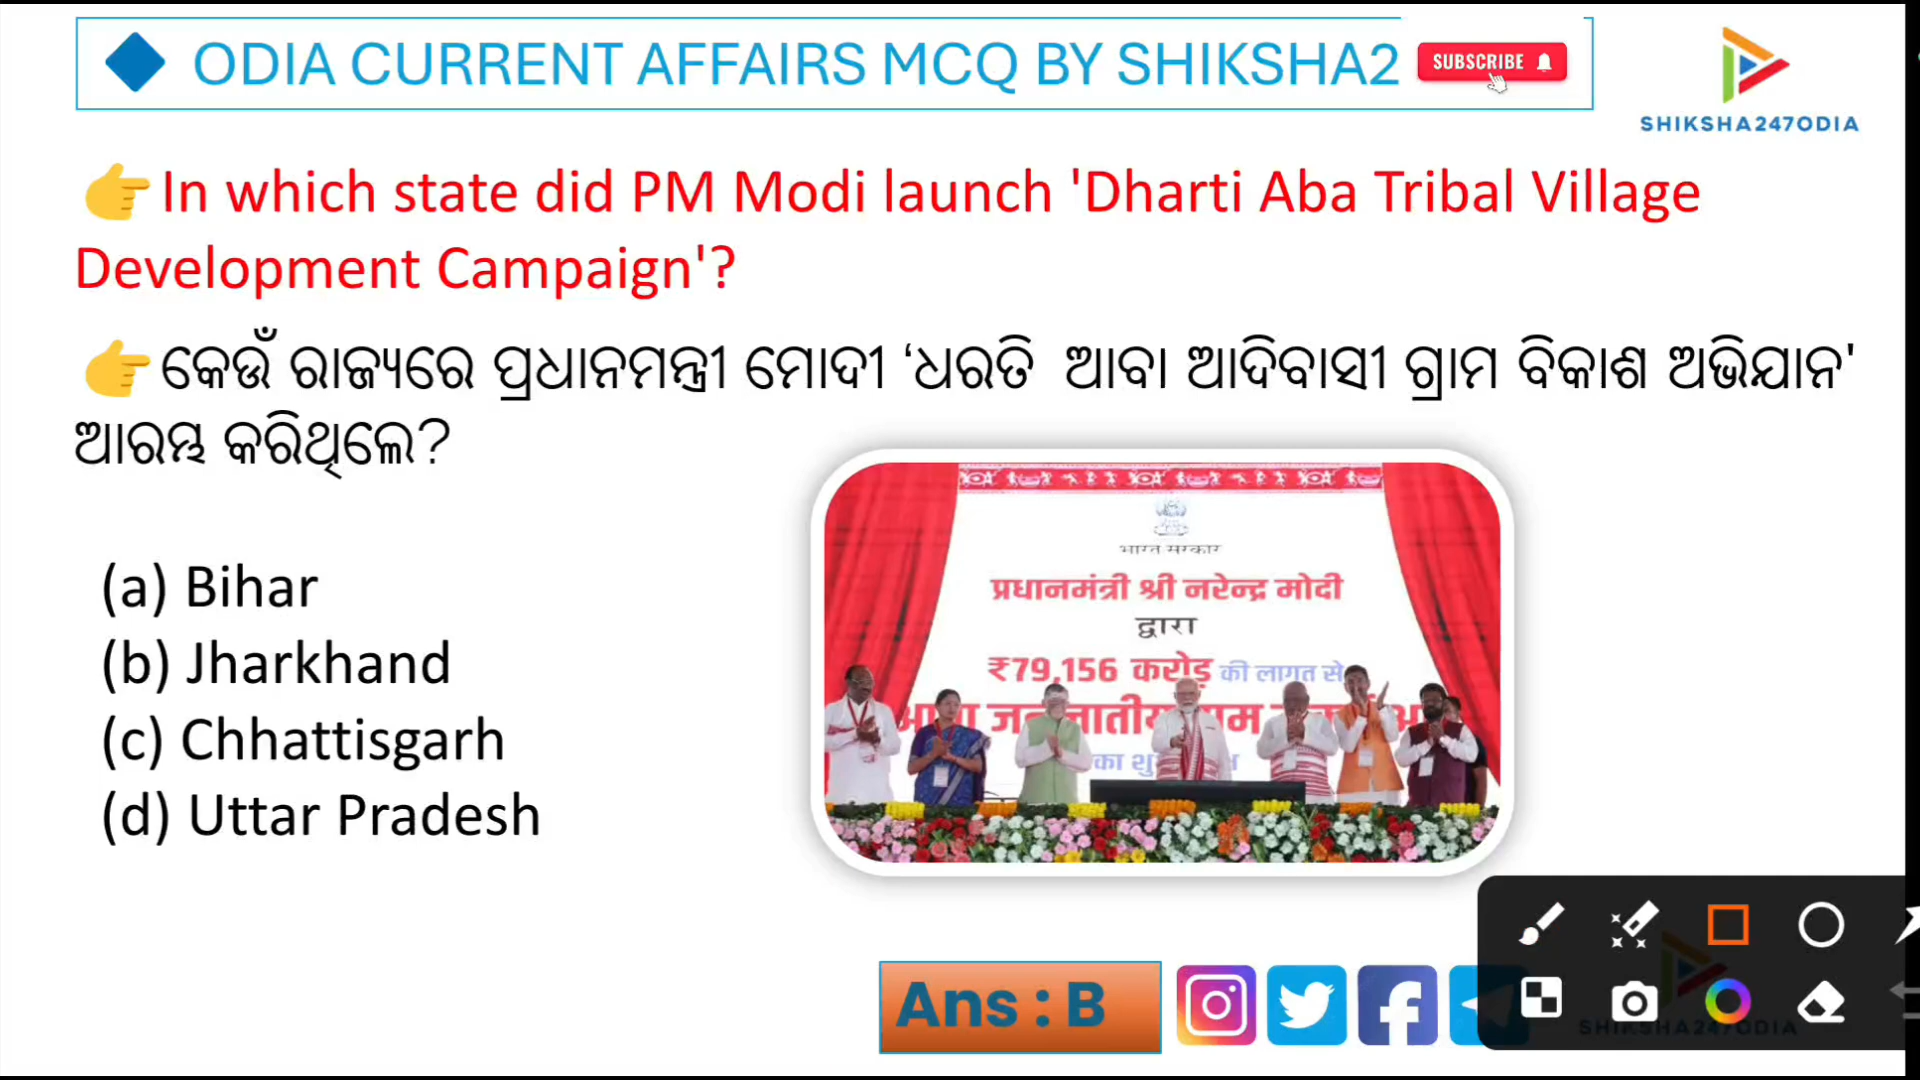 ODIA CURRENT AFFAIRS MCQ BY SHIKSHA2
SUBSCRIBE
SHIKSHA247ODIA
In which state did PM Modi launch 'Dharti Aba Tribal Village
Development Campaign'?
କେଉଁ ରାଜ୍ୟରେ ପ୍ରଧାନମନ୍ତ୍ରୀ ମୋଦୀ ‘ଧରତି ଆବା ଆଦିବାସୀ ଗ୍ରାମ ବିକାଶ ଅଭିଯାନ'
ଆରମ୍ଭ କରିଥିଲେ?
(a) Bihar
(b) Jharkhand
(c) Chhattisgarh
(d) Uttar Pradesh
भारत सरकार
प्रधानमंत्री श्री नरेन्द्र मोदी
द्वारा
₹79,156 करोड़ की लागत से
Ans : B
SHIKSHA247ODIA